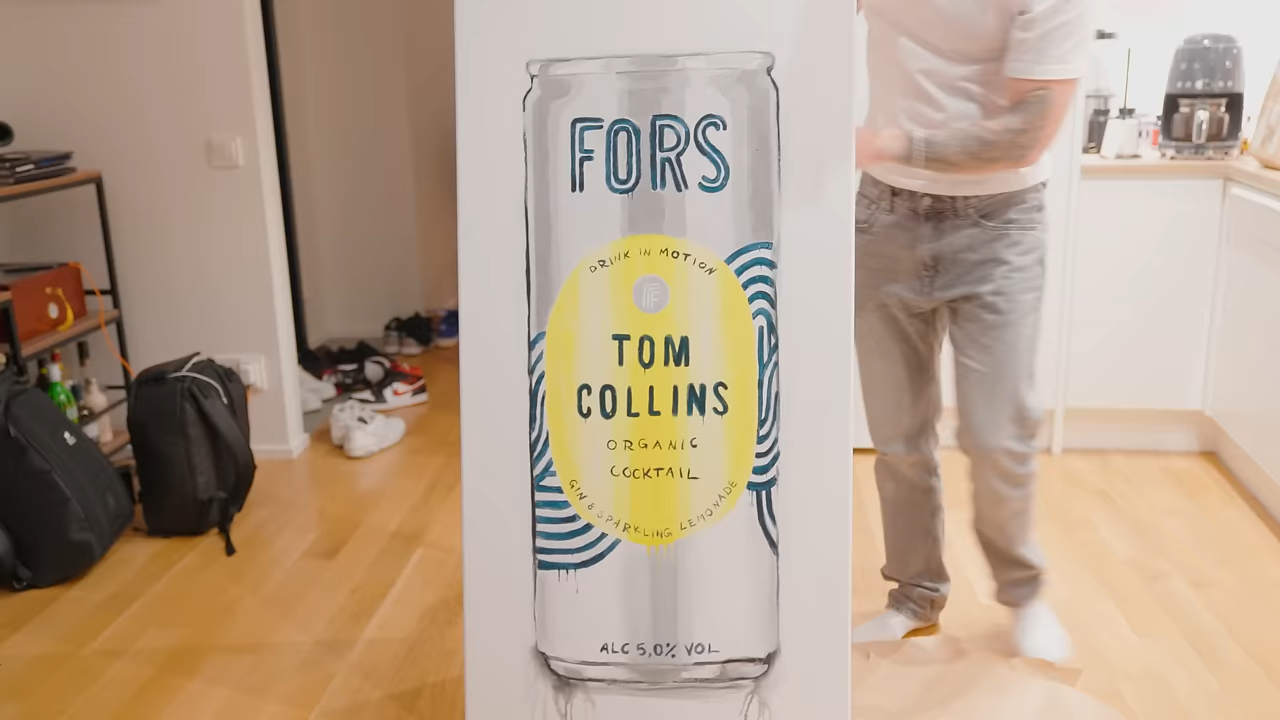 FORS
DRINK IN MOTION
F
TOM
COLLINS
ORGANIC
COCKTAIL
GIN & SPARKLING LEMONADE
ALC 5,0% VOL